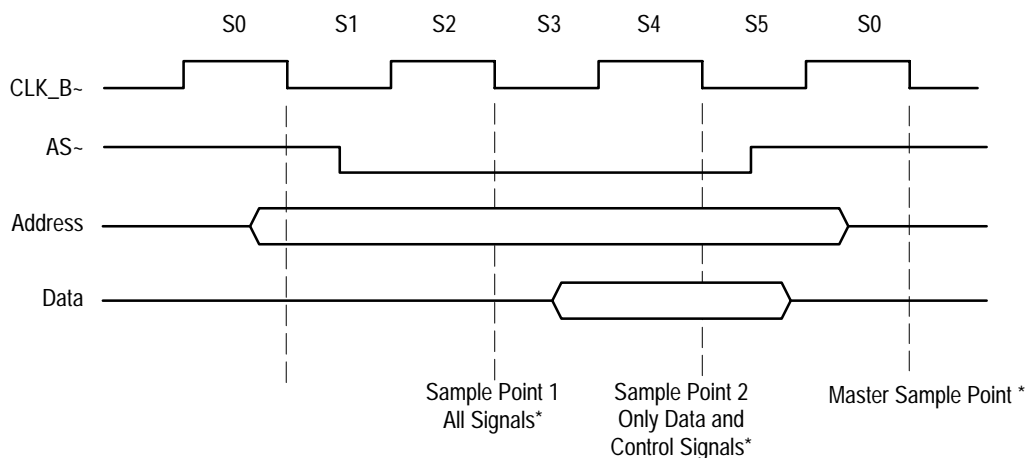 S0 S1 S2 S3 S4 S5 S0
CLK_B~
AS~
Address
Data
Sample Point 1
All Signals*
Sample Point 2
Only Data and
Control Signals*
Master Sample Point *